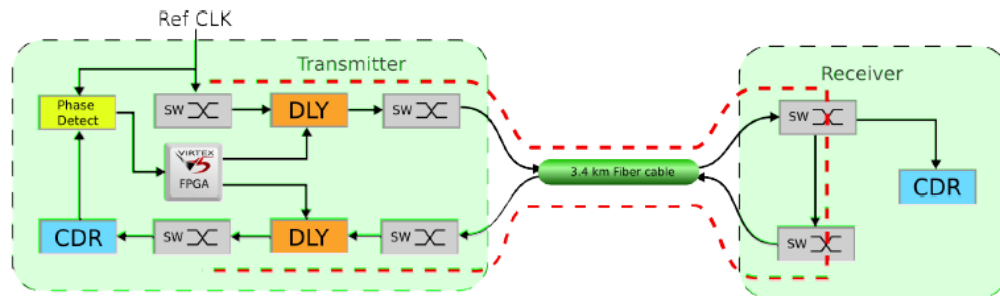 Ref CLK
Transmitter
Receiver
Phase
Detect
SW
DLY
SW
SW
VIRTEX
5
FPGA
3.4 km Fiber cable
CDR
CDR
SW
DLY
SW
SW